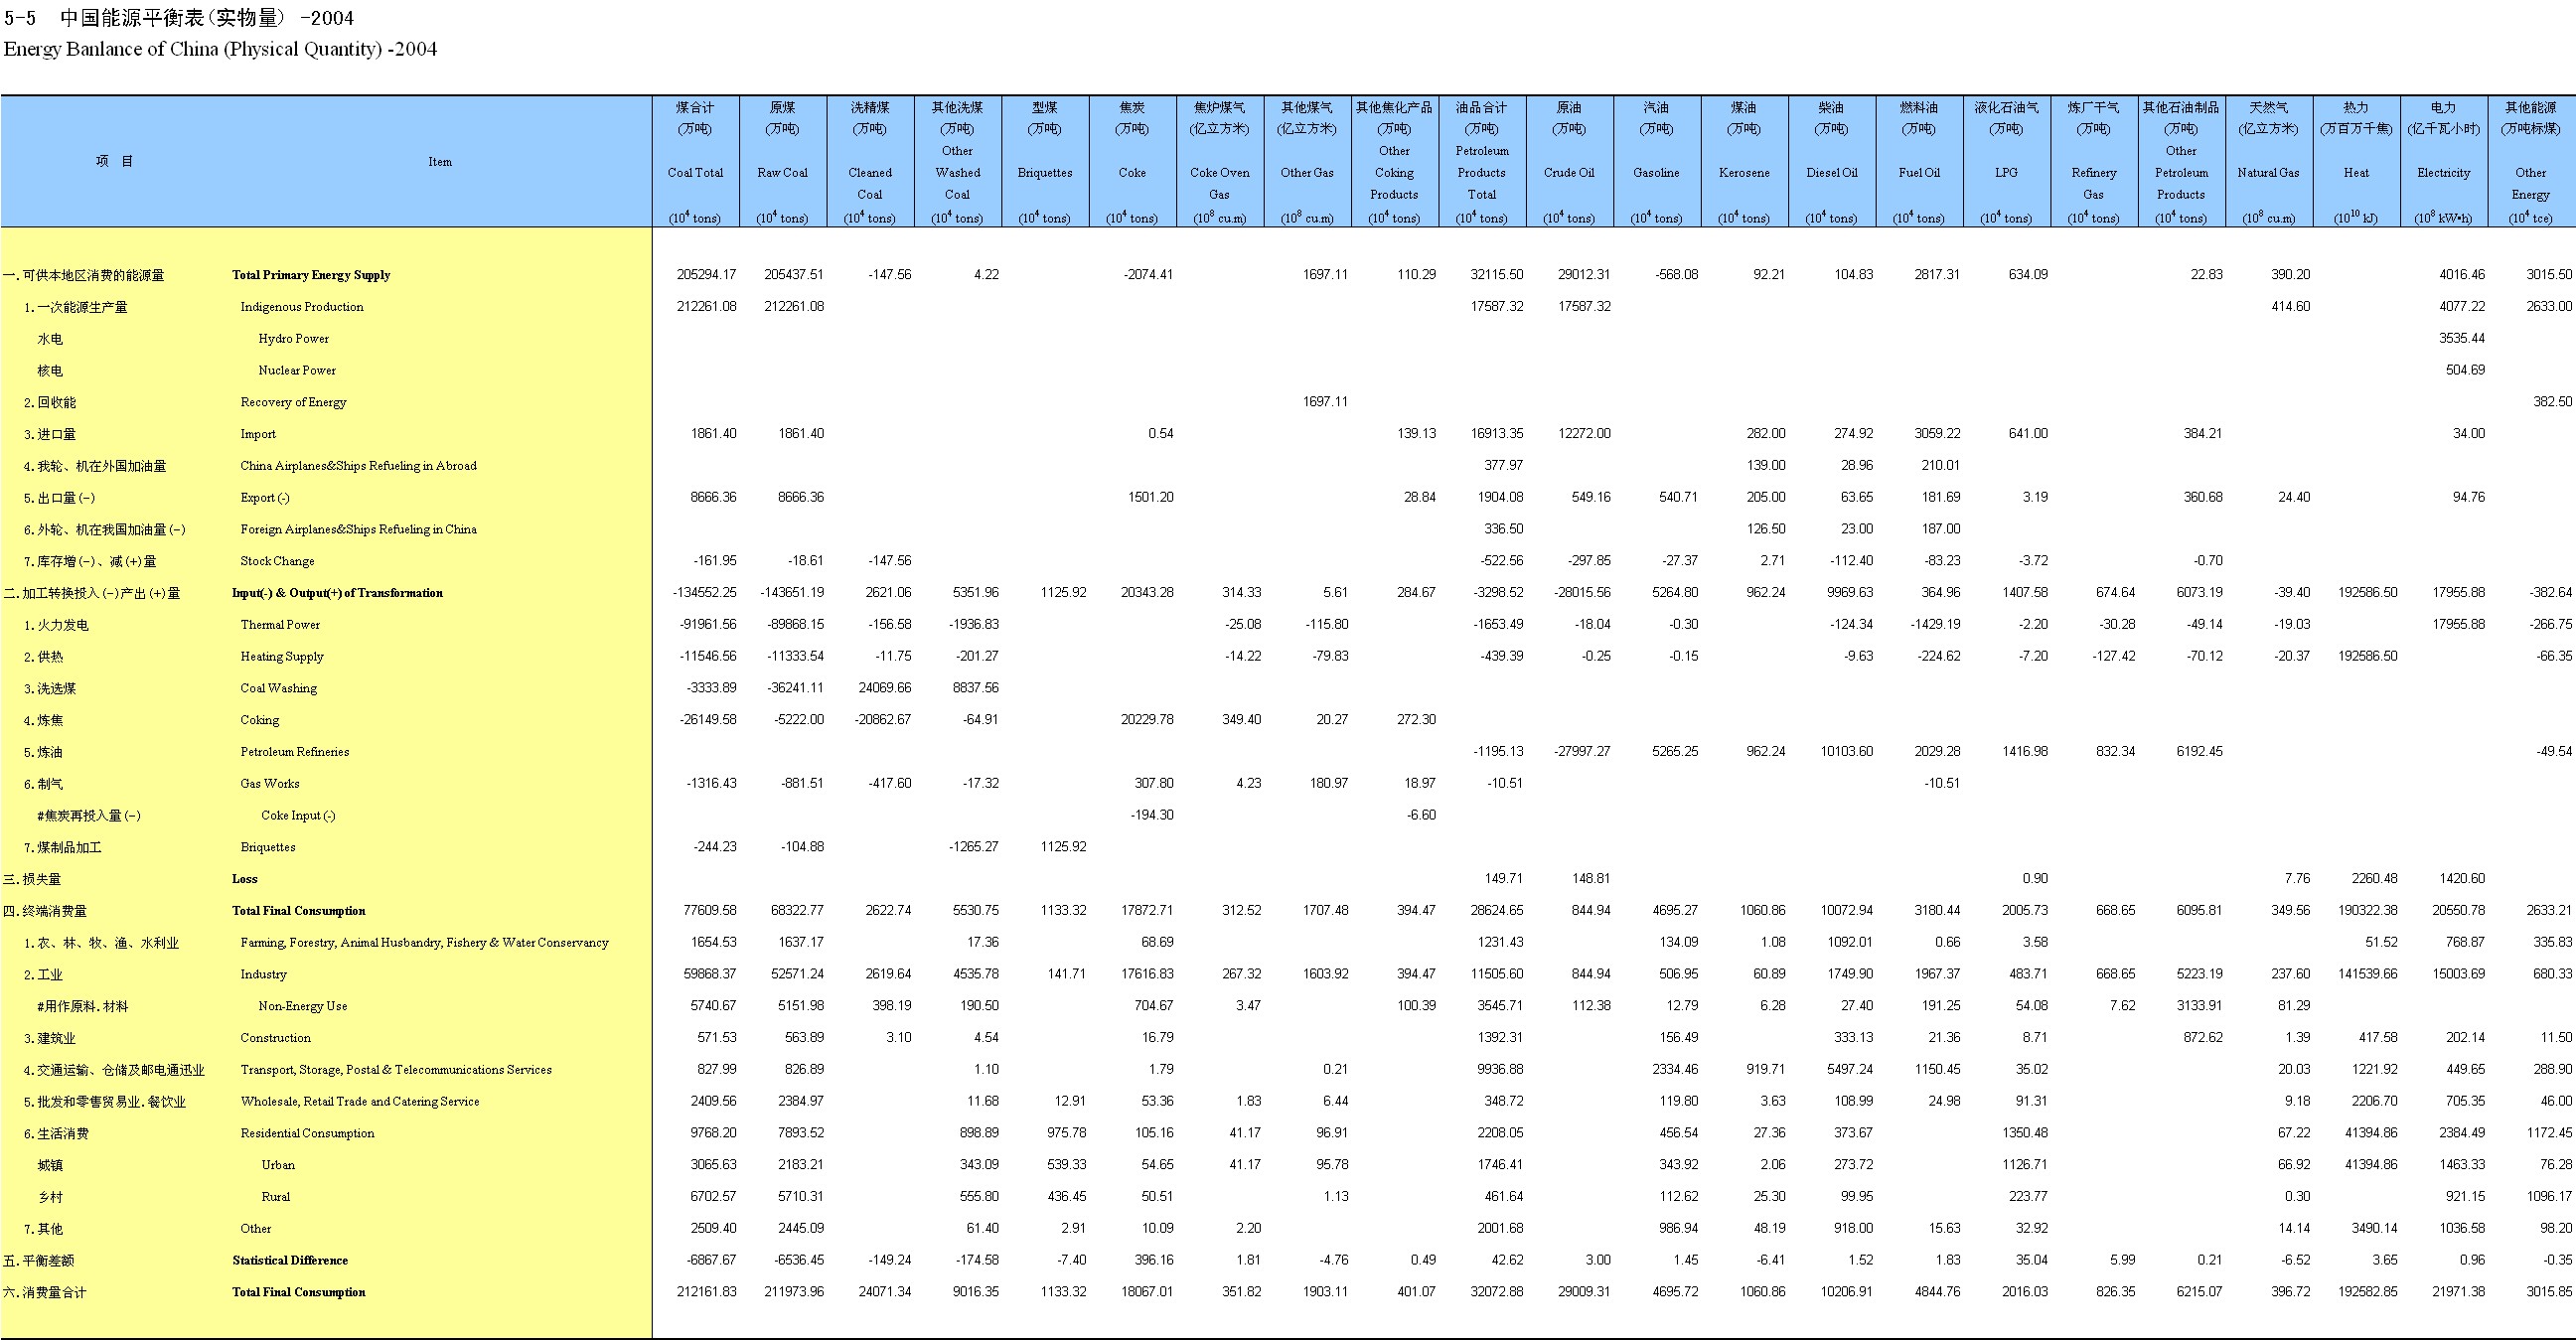 5-5 中国能源平衡表(实物量) -2004
Energy Banlance of China (Physical Quantity) -2004
项 目 Item 煤合计 (万吨) Coal Total (10⁴ tons) 原煤 (万吨) Raw Coal (10⁴ tons) 洗精煤 (万吨) Cleaned Coal (10⁴ tons) 其他洗煤 (万吨) Other Washed Coal (10⁴ tons) 型煤 (万吨) Briquettes (10⁴ tons) 焦炭 (万吨) Coke (10⁴ tons) 焦炉煤气 (亿立方米) Coke Oven Gas (10⁸ cu.m) 其他煤气 (亿立方米) Other Gas (10⁸ cu.m) 其他焦化产品 (万吨) Other Coking Products (10⁴ tons) 油品合计 (万吨) Petroleum Products Total (10⁴ tons) 原油 (万吨) Crude Oil (10⁴ tons) 汽油 (万吨) Gasoline (10⁴ tons) 煤油 (万吨) Kerosene (10⁴ tons) 柴油 (万吨) Diesel Oil (10⁴ tons) 燃料油 (万吨) Fuel Oil (10⁴ tons) 液化石油气 (万吨) LPG (10⁴ tons) 炼厂干气 (万吨) Refinery Gas (10⁴ tons) 其他石油制品 (万吨) Other Petroleum Products (10⁴ tons) 天然气 (亿立方米) Natural Gas (10⁸ cu.m) 热力 (万百万千焦) Heat (10¹⁰ kJ) 电力 (亿千瓦小时) Electricity (10⁸ kW•h) 其他能源 (万吨标煤) Other Energy (10⁴ tce)
一.可供本地区消费的能源量 Total Primary Energy Supply 205294.17 205437.51 -147.56 4.22 -2074.41 1697.11 110.29 32115.50 29012.31 -568.08 92.21 104.83 2817.31 634.09 22.83 390.20 4016.46 3015.50
1.一次能源生产量 Indigenous Production 212261.08 212261.08 17587.32 17587.32 414.60 4077.22 2633.00
水电 Hydro Power 3535.44
核电 Nuclear Power 504.69
2.回收能 Recovery of Energy 1697.11 382.50
3.进口量 Import 1861.40 1861.40 0.54 139.13 16913.35 12272.00 282.00 274.92 3059.22 641.00 384.21 34.00
4.我轮、机在外国加油量 China Airplanes&Ships Refueling in Abroad 377.97 139.00 28.96 210.01
5.出口量(-) Export (-) 8666.36 8666.36 1501.20 28.84 1904.08 549.16 540.71 205.00 63.65 181.69 3.19 360.68 24.40 94.76
6.外轮、机在我国加油量(-) Foreign Airplanes&Ships Refueling in China 336.50 126.50 23.00 187.00
7.库存增(-)、减(+)量 Stock Change -161.95 -18.61 -147.56 -522.56 -297.85 -27.37 2.71 -112.40 -83.23 -3.72 -0.70
二.加工转换投入(-)产出(+)量 Input(-) & Output(+) of Transformation -134552.25 -143651.19 2621.06 5351.96 1125.92 20343.28 314.33 5.61 284.67 -3298.52 -28015.56 5264.80 962.24 9969.63 364.96 1407.58 674.64 6073.19 -39.40 192586.50 17955.88 -382.64
1.火力发电 Thermal Power -91961.56 -89868.15 -156.58 -1936.83 -25.08 -115.80 -1653.49 -18.04 -0.30 -124.34 -1429.19 -2.20 -30.28 -49.14 -19.03 17955.88 -266.75
2.供热 Heating Supply -11546.56 -11333.54 -11.75 -201.27 -14.22 -79.83 -439.39 -0.25 -0.15 -9.63 -224.62 -7.20 -127.42 -70.12 -20.37 192586.50 -66.35
3.洗选煤 Coal Washing -3333.89 -36241.11 24069.66 8837.56
4.炼焦 Coking -26149.58 -5222.00 -20862.67 -64.91 20229.78 349.40 20.27 272.30
5.炼油 Petroleum Refineries -1195.13 -27997.27 5265.25 962.24 10103.60 2029.28 1416.98 832.34 6192.45 -49.54
6.制气 Gas Works -1316.43 -881.51 -417.60 -17.32 307.80 4.23 180.97 18.97 -10.51 -10.51
#焦炭再投入量(-) Coke Input (-) -194.30 -6.60
7.煤制品加工 Briquettes -244.23 -104.88 -1265.27 1125.92
三.损失量 Loss 149.71 148.81 0.90 7.76 2260.48 1420.60
四.终端消费量 Total Final Consumption 77609.58 68322.77 2622.74 5530.75 1133.32 17872.71 312.52 1707.48 394.47 28624.65 844.94 4695.27 1060.86 10072.94 3180.44 2005.73 668.65 6095.81 349.56 190322.38 20550.78 2633.21
1.农、林、牧、渔、水利业 Farming, Forestry, Animal Husbandry, Fishery & Water Conservancy 1654.53 1637.17 17.36 68.69 1231.43 134.09 1.08 1092.01 0.66 3.58 51.52 768.87 335.83
2.工业 Industry 59868.37 52571.24 2619.64 4535.78 141.71 17616.83 267.32 1603.92 394.47 11505.60 844.94 506.95 60.89 1749.90 1967.37 483.71 668.65 5223.19 237.60 141539.66 15003.69 680.33
#用作原料.材料 Non-Energy Use 5740.67 5151.98 398.19 190.50 704.67 3.47 100.39 3545.71 112.38 12.79 6.28 27.40 191.25 54.08 7.62 3133.91 81.29
3.建筑业 Construction 571.53 563.89 3.10 4.54 16.79 1392.31 156.49 333.13 21.36 8.71 872.62 1.39 417.58 202.14 11.50
4.交通运输、仓储及邮电通迅业 Transport, Storage, Postal & Telecommunications Services 827.99 826.89 1.10 1.79 0.21 9936.88 2334.46 919.71 5497.24 1150.45 35.02 20.03 1221.92 449.65 288.90
5.批发和零售贸易业.餐饮业 Wholesale, Retail Trade and Catering Service 2409.56 2384.97 11.68 12.91 53.36 1.83 6.44 348.72 119.80 3.63 108.99 24.98 91.31 9.18 2206.70 705.35 46.00
6.生活消费 Residential Consumption 9768.20 7893.52 898.89 975.78 105.16 41.17 96.91 2208.05 456.54 27.36 373.67 1350.48 67.22 41394.86 2384.49 1172.45
城镇 Urban 3065.63 2183.21 343.09 539.33 54.65 41.17 95.78 1746.41 343.92 2.06 273.72 1126.71 66.92 41394.86 1463.33 76.28
乡村 Rural 6702.57 5710.31 555.80 436.45 50.51 1.13 461.64 112.62 25.30 99.95 223.77 0.30 921.15 1096.17
7.其他 Other 2509.40 2445.09 61.40 2.91 10.09 2.20 2001.68 986.94 48.19 918.00 15.63 32.92 14.14 3490.14 1036.58 98.20
五.平衡差额 Statistical Difference -6867.67 -6536.45 -149.24 -174.58 -7.40 396.16 1.81 -4.76 0.49 42.62 3.00 1.45 -6.41 1.52 1.83 35.04 5.99 0.21 -6.52 3.65 0.96 -0.35
六.消费量合计 Total Final Consumption 212161.83 211973.96 24071.34 9016.35 1133.32 18067.01 351.82 1903.11 401.07 32072.88 29009.31 4695.72 1060.86 10206.91 4844.76 2016.03 826.35 6215.07 396.72 192582.85 21971.38 3015.85